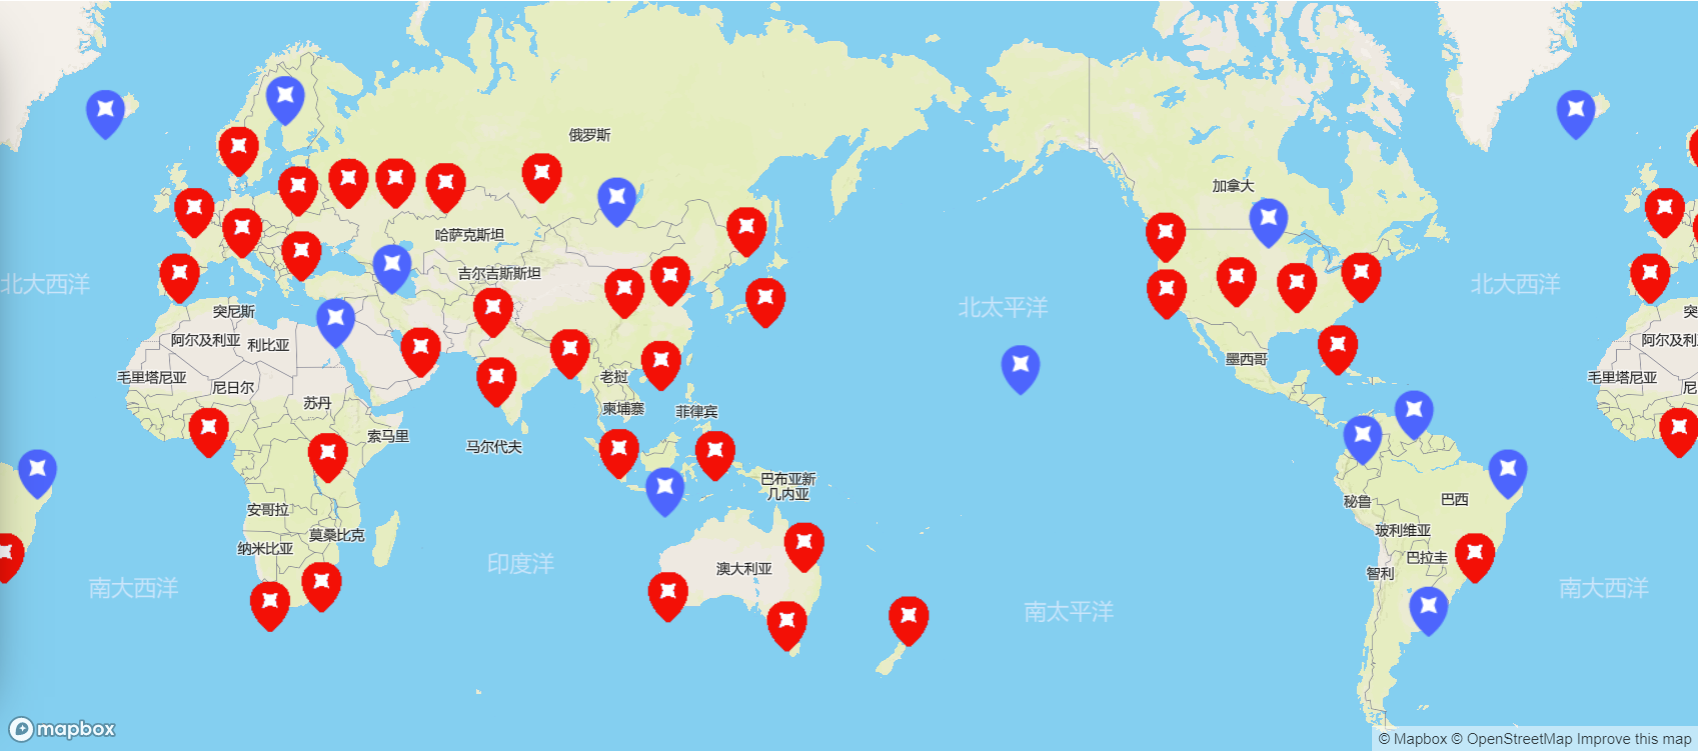 俄罗斯
加拿大
哈萨克斯坦
吉尔吉斯斯坦
北大西洋
北太平洋
北大西洋
突尼斯
突
阿尔及利亚
利比亚
阿尔及利
墨西哥
毛里塔尼亚
尼日尔
老挝
毛里塔尼亚
尼
苏丹
柬埔寨
菲律宾
索马里
马尔代夫
巴布亚新
几内亚
秘鲁
巴西
安哥拉
莫桑比克
纳米比亚
玻利维亚
巴拉圭
印度洋
澳大利亚
智利
南大西洋
南太平洋
南大西洋
mapbox
© Mapbox © OpenStreetMap Improve this map